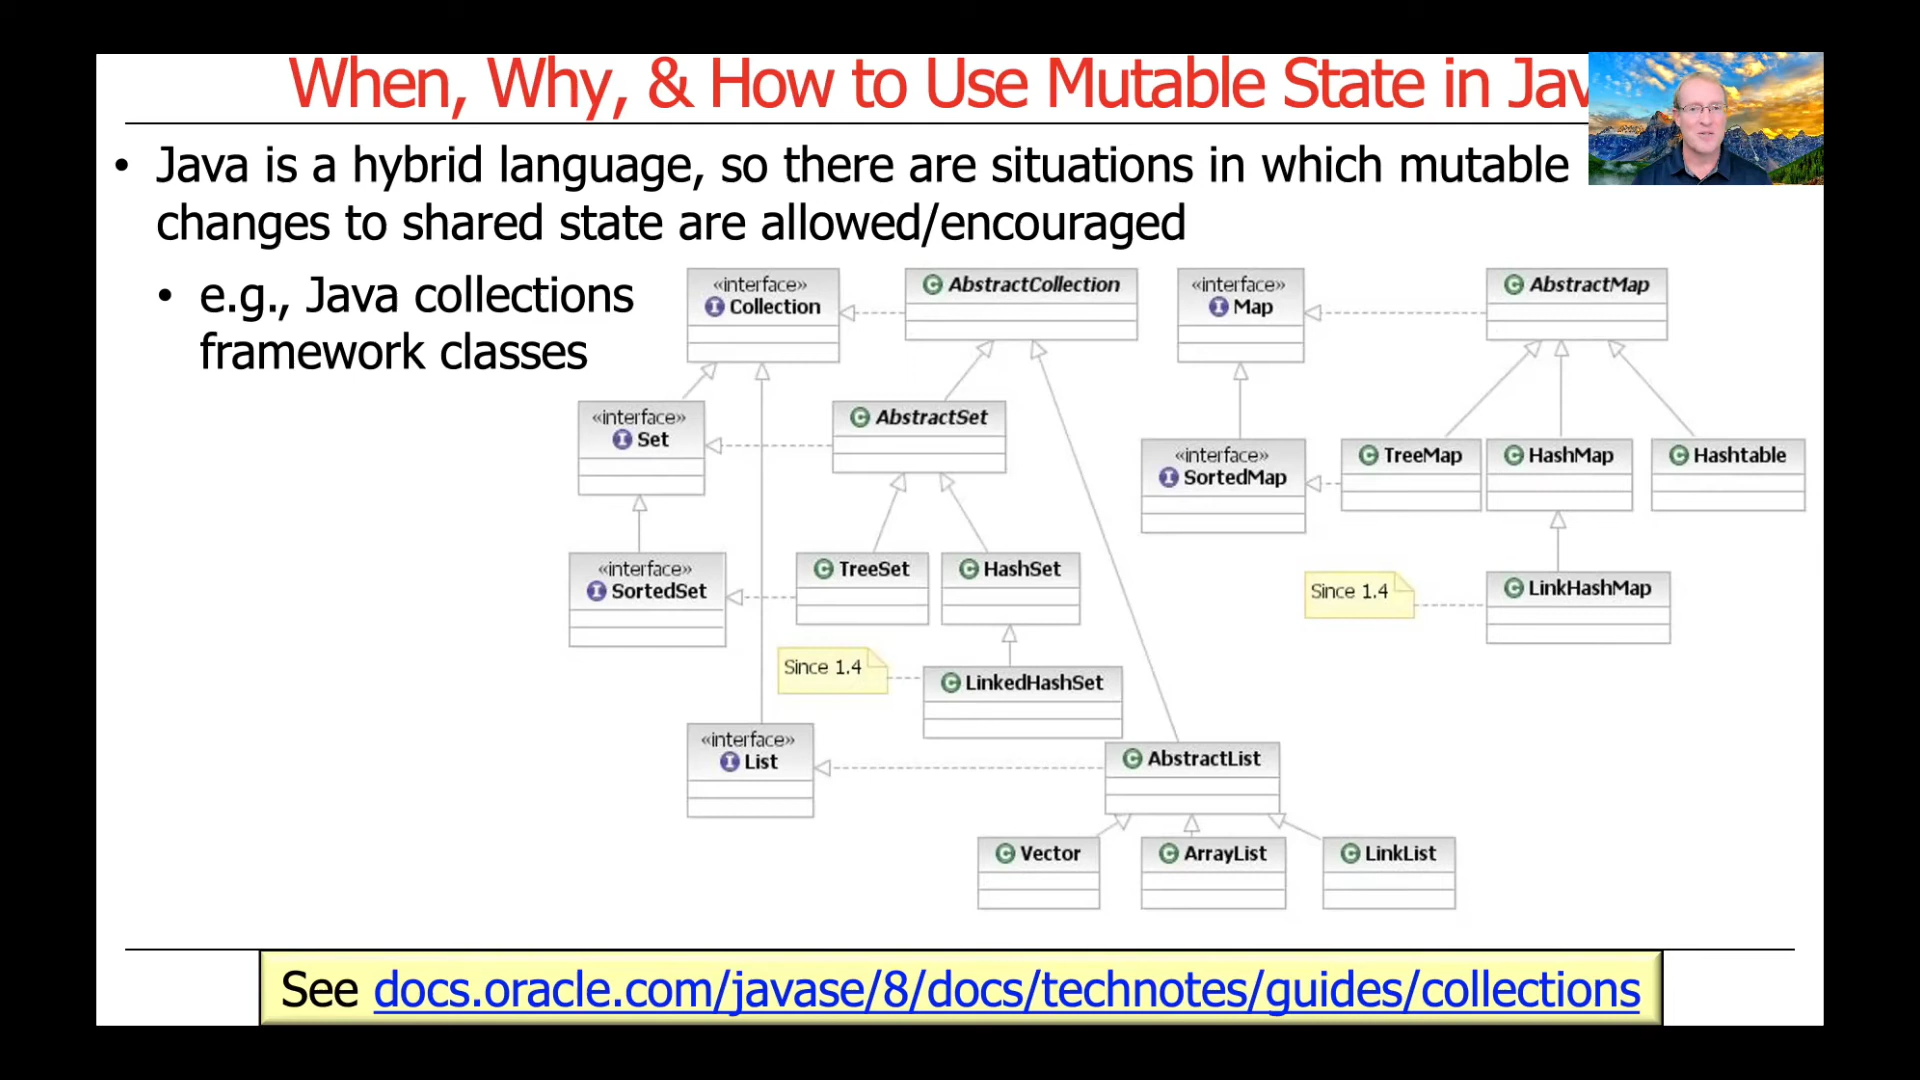 When, Why, & How to Use Mutable State in Jav
• Java is a hybrid language, so there are situations in which mutable
changes to shared state are allowed/encouraged
• e.g., Java collections
framework classes
«interface»
I Collection
C AbstractCollection
«interface»
I Map
C AbstractMap
«interface»
I Set
C AbstractSet
«interface»
I SortedMap
C TreeMap
C HashMap
C Hashtable
«interface»
I SortedSet
C TreeSet
C HashSet
Since 1.4
C LinkHashMap
Since 1.4
C LinkedHashSet
«interface»
I List
C AbstractList
C Vector
C ArrayList
C LinkList
See docs.oracle.com/javase/8/docs/technotes/guides/collections